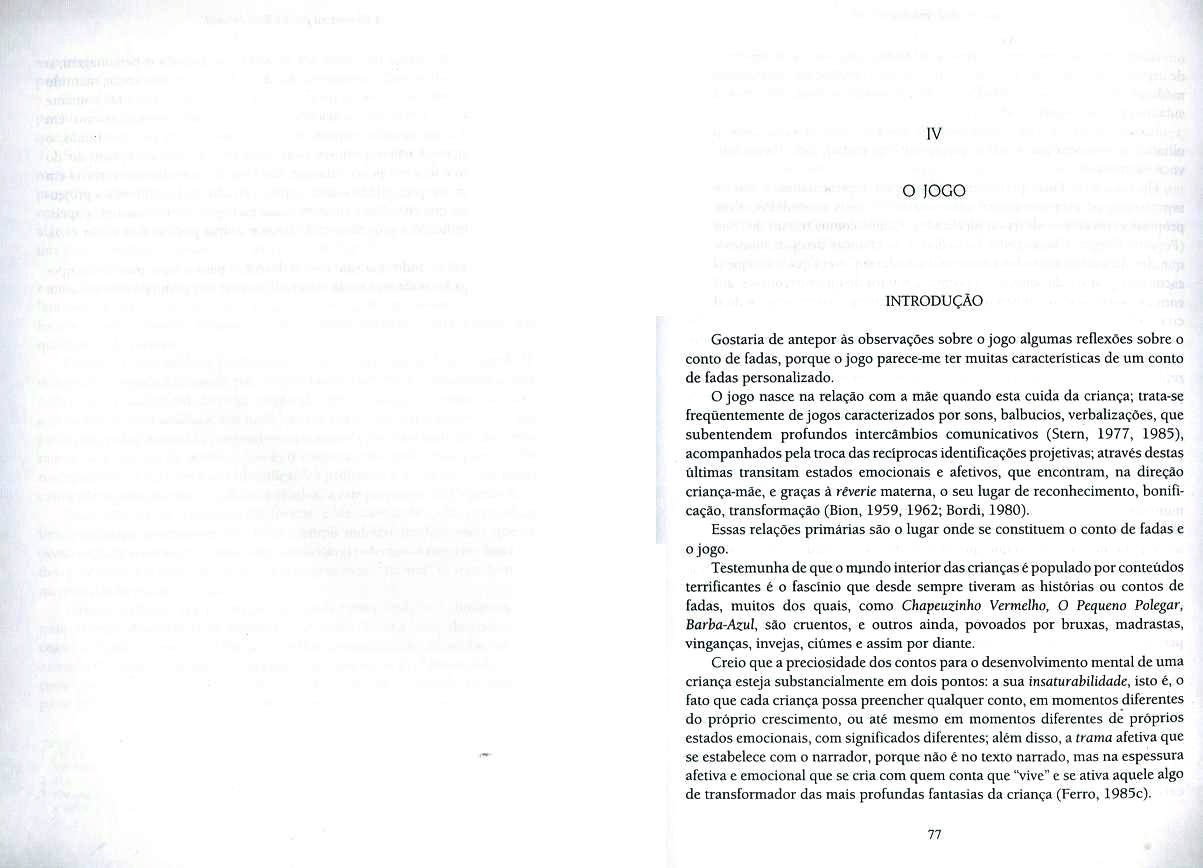 IV
O JOGO
INTRODUÇÃO
Gostaria de antepor às observações sobre o jogo algumas reflexões sobre o
conto de fadas, porque o jogo parece-me ter muitas características de um conto
de fadas personalizado.
O jogo nasce na relação com a mãe quando esta cuida da criança; trata-se
freqüentemente de jogos caracterizados por sons, balbucios, verbalizações, que
subentendem profundos intercâmbios comunicativos (Stern, 1977, 1985),
acompanhados pela troca das recíprocas identificações projetivas; através destas
últimas transitam estados emocionais e afetivos, que encontram, na direção
criança-mãe, e graças à rêverie materna, o seu lugar de reconhecimento, bonifi-
cação, transformação (Bion, 1959, 1962; Bordi, 1980).
Essas relações primárias são o lugar onde se constituem o conto de fadas e
o jogo.
Testemunha de que o mundo interior das crianças é populado por conteúdos
terrificantes é o fascínio que desde sempre tiveram as histórias ou contos de
fadas, muitos dos quais, como Chapeuzinho Vermelho, O Pequeno Polegar,
Barba-Azul, são cruentos, e outros ainda, povoados por bruxas, madrastas,
vinganças, invejas, ciúmes e assim por diante.
Creio que a preciosidade dos contos para o desenvolvimento mental de uma
criança esteja substancialmente em dois pontos: a sua insaturabilidade, isto é, o
fato que cada criança possa preencher qualquer conto, em momentos diferentes
do próprio crescimento, ou até mesmo em momentos diferentes de próprios
estados emocionais, com significados diferentes; além disso, a trama afetiva que
se estabelece com o narrador, porque não é no texto narrado, mas na espessura
afetiva e emocional que se cria com quem conta que "vive" e se ativa aquele algo
de transformador das mais profundas fantasias da criança (Ferro, 1985c).
77